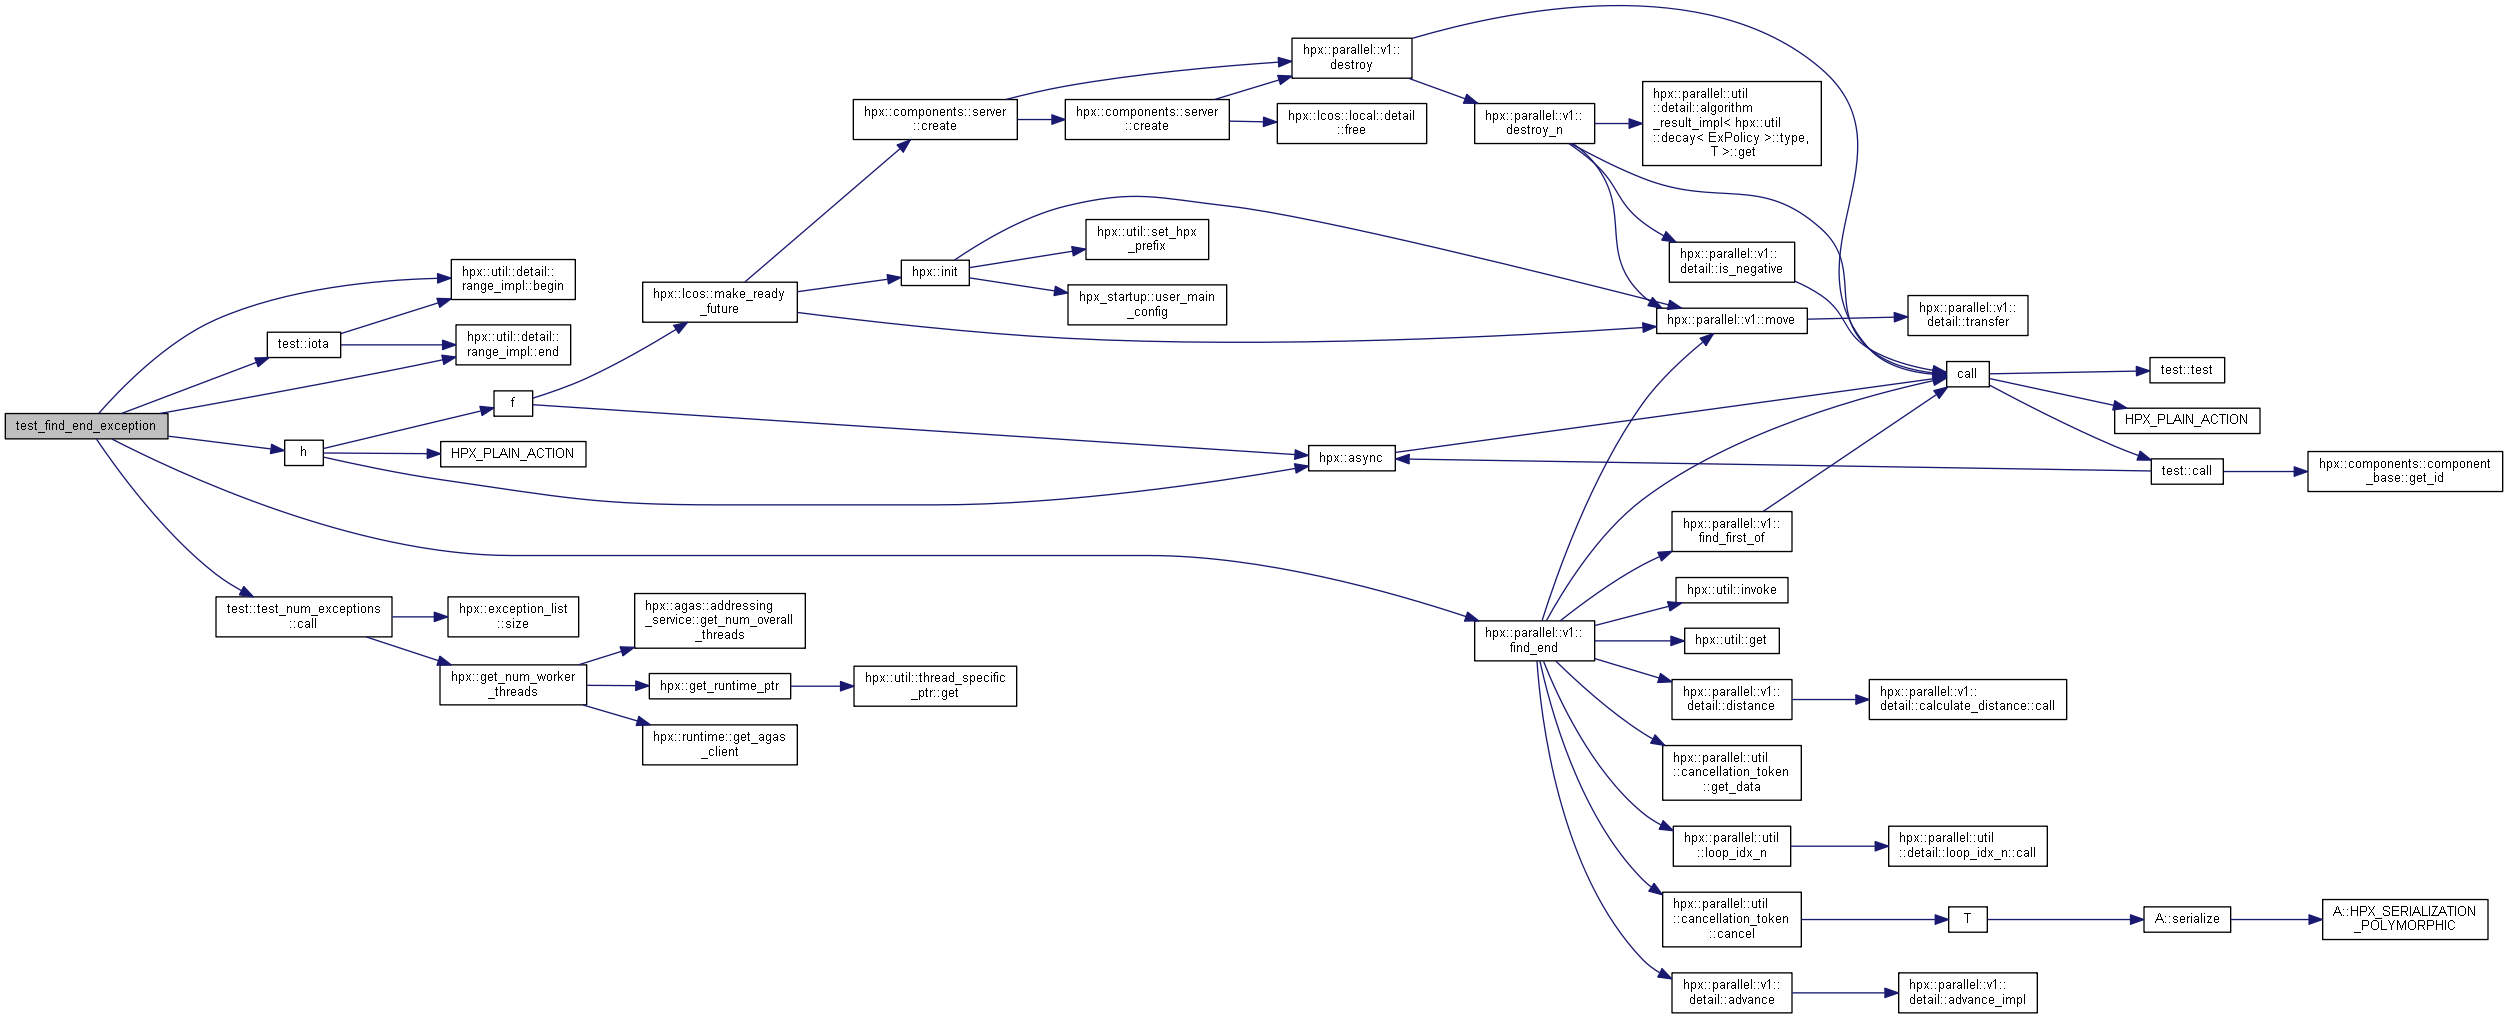 test_find_end_exception
hpx::util::detail::
range_impl::begin
test::iota
hpx::util::detail::
range_impl::end
h
f
HPX_PLAIN_ACTION
test::test_num_exceptions
::call
hpx::exception_list
::size
hpx::get_num_worker
_threads
hpx::agas::addressing
_service::get_num_overall
_threads
hpx::get_runtime_ptr
hpx::util::thread_specific
_ptr::get
hpx::runtime::get_agas
_client
hpx::lcos::make_ready
_future
hpx::components::server
::create
hpx::components::server
::create
hpx::init
hpx::util::set_hpx
_prefix
hpx_startup::user_main
_config
hpx::parallel::v1::
destroy
hpx::lcos::local::detail
::free
hpx::parallel::v1::
destroy_n
hpx::parallel::util
::detail::algorithm
_result_impl< hpx::util
::decay< ExPolicy >::type,
T >::get
hpx::parallel::v1::
detail::is_negative
hpx::parallel::v1::move
hpx::parallel::v1::
detail::transfer
call
test::test
HPX_PLAIN_ACTION
test::call
hpx::components::component
_base::get_id
hpx::async
hpx::parallel::v1::
find_first_of
hpx::util::invoke
hpx::parallel::v1::
find_end
hpx::util::get
hpx::parallel::v1::
detail::distance
hpx::parallel::v1::
detail::calculate_distance::call
hpx::parallel::util
::cancellation_token
::get_data
hpx::parallel::util
::loop_idx_n
hpx::parallel::util
::detail::loop_idx_n::call
hpx::parallel::util
::cancellation_token
::cancel
T
A::serialize
A::HPX_SERIALIZATION
_POLYMORPHIC
hpx::parallel::v1::
detail::advance
hpx::parallel::v1::
detail::advance_impl